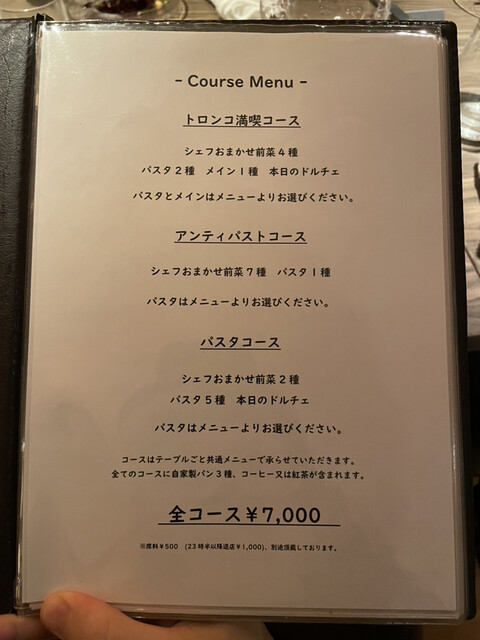 - Course Menu -
トロンコ満喫コース
シェフおまかせ前菜4種
パスタ2種　メイン1種　本日のドルチェ
パスタとメインはメニューよりお選びください。
アンティパストコース
シェフおまかせ前菜7種　パスタ1種
パスタはメニューよりお選びください。
パスタコース
シェフおまかせ前菜2種
パスタ5種　本日のドルチェ
パスタはメニューよりお選びください。
コースはテーブルごと共通メニューで承らせていただきます。
全てのコースに自家製パン3種、コーヒー又は紅茶が含まれます。
全コース¥7,000
※席料¥500　(23時半以降退店¥1,000)、別途頂戴しております。